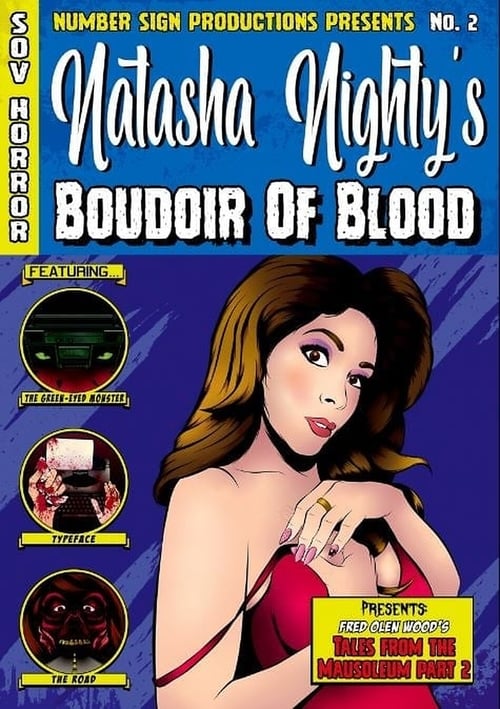 SOV HORROR
NUMBER SIGN PRODUCTIONS PRESENTS NO. 2
Natasha Nighty's
BOUDOIR OF BLOOD
FEATURING...
THE GREEN-EYED MONSTER
TYPEFACE
THE ROAD
PRESENTS:
FRED OLEN WOOD'S
TALES FROM THE
MAUSOLEUM PART 2